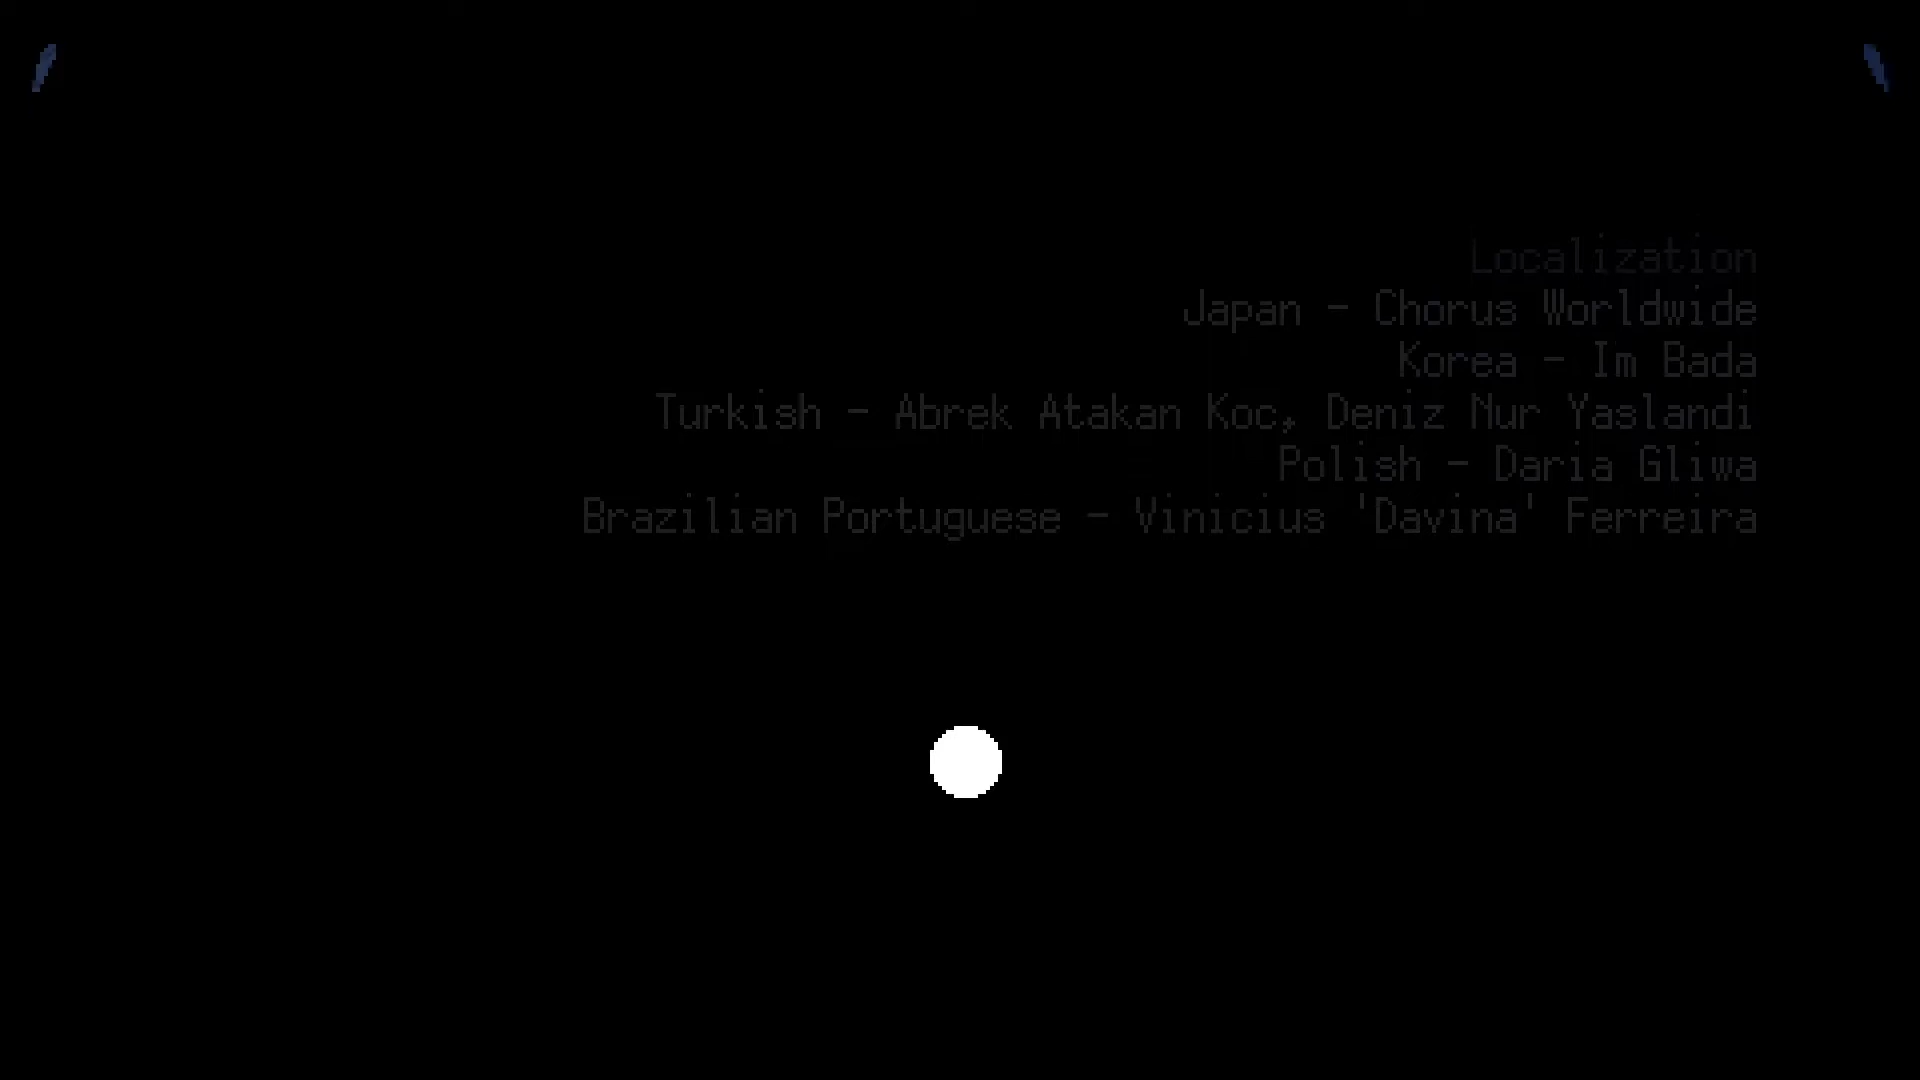 Localization
Japan - Chorus Worldwide
Korea - Im Bada
Turkish - Abrek Atakan Koc, Deniz Nur Yaslandi
Polish - Daria Gliwa
Brazilian Portuguese - Vinicius 'Davina' Ferreira